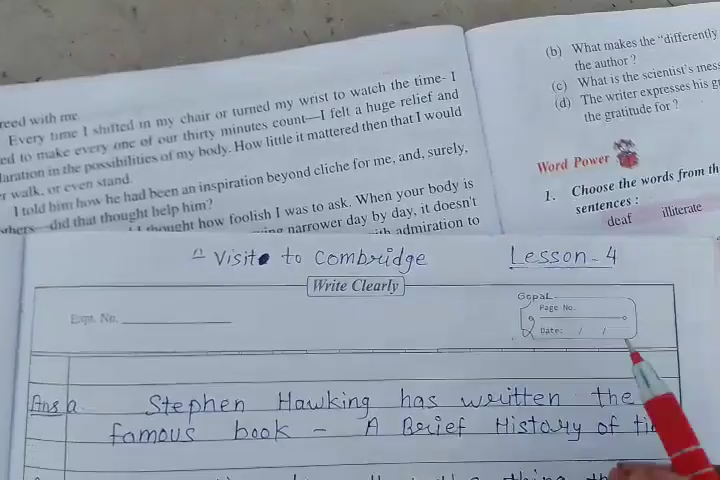 reed with me
Every time I shifted in my chair or turned my wrist to watch the time- I
ed to make every one of our thirty minutes count—I felt a huge relief and
laration in the possibilities of my body. How little it mattered then that I would
r walk, or even stand.
I told him how he had been an inspiration beyond cliche for me, and, surely,
thers—did that thought help him?
thought how foolish I was to ask. When your body is
narrower day by day, it doesn't
with admiration to
(b) What makes the "differently
the author ?
(c) What is the scientist's mess
(d) The writer expresses his gr
the gratitude for ?
Word Power
1. Choose the words from th
sentences :
deaf illiterate
Visit to Combridge Lesson-4
Write Clearly
Expt. No.
Gopal
Page No.
Date: / /
Ans a. Stephen Hawking has written the
famous book - A Brief History of ti